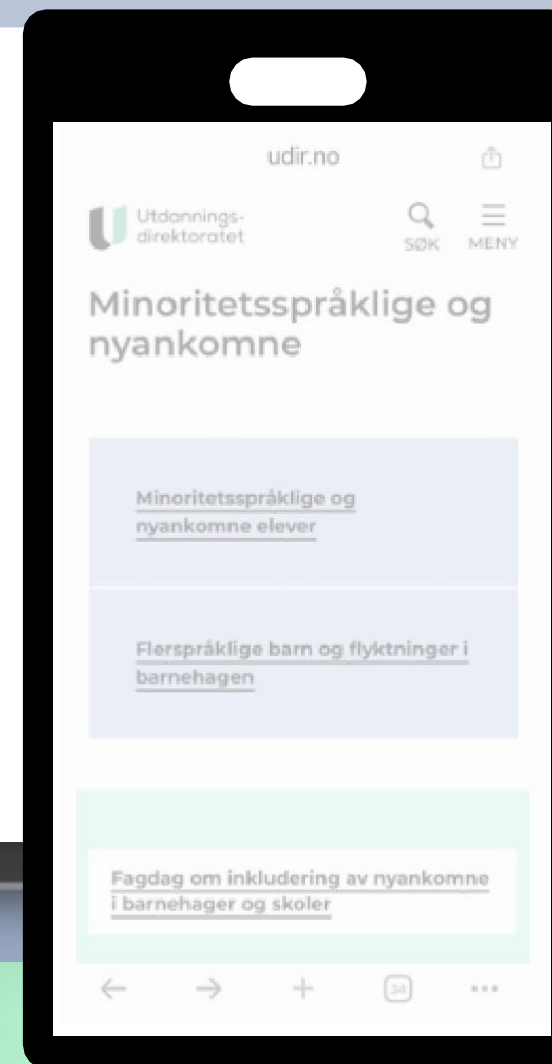 udir.no
Utdannings-
direktoratet
SØK
MENY
Minoritetsspråklige og
nyankomne
Minoritetsspråklige og
nyankomne elever
Flerspråklige barn og flyktninger i
barnehagen
Fagdag om inkludering av nyankomne
i barnehager og skoler
34